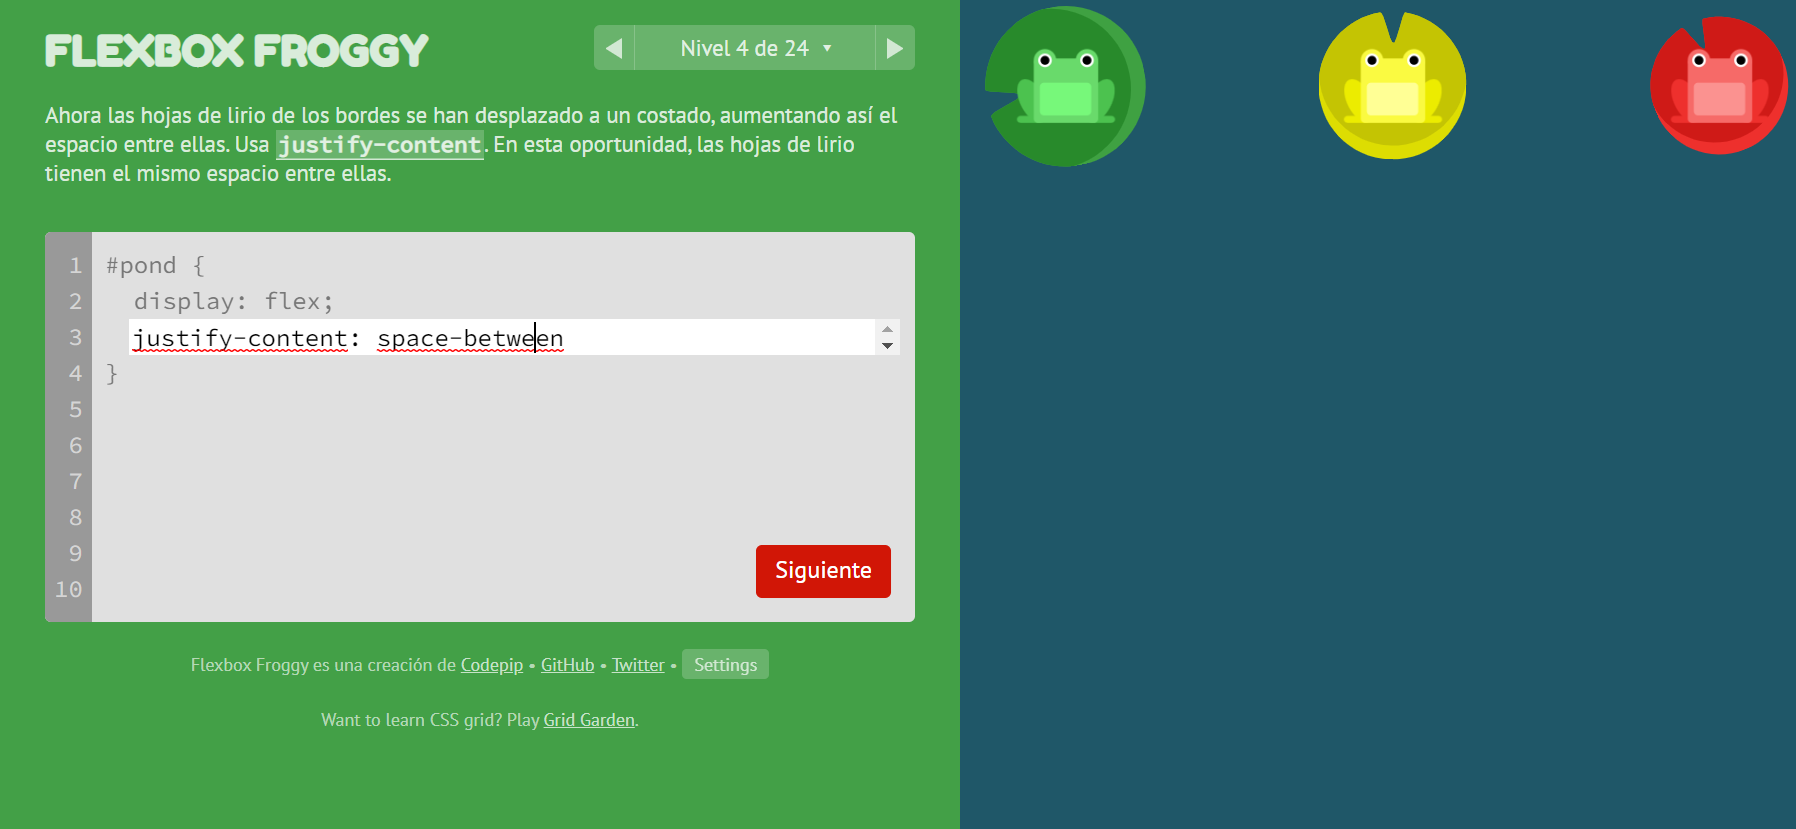 FLEXBOX FROGGY
Nivel 4 de 24
Ahora las hojas de lirio de los bordes se han desplazado a un costado, aumentando así el
espacio entre ellas. Usa justify-content. En esta oportunidad, las hojas de lirio
tienen el mismo espacio entre ellas.
1 #pond {
2 display: flex;
3 justify-content: space-between
4 }
5
6
7
8
9
10
Siguiente
Flexbox Froggy es una creación de Codepip • GitHub • Twitter • Settings
Want to learn CSS grid? Play Grid Garden.